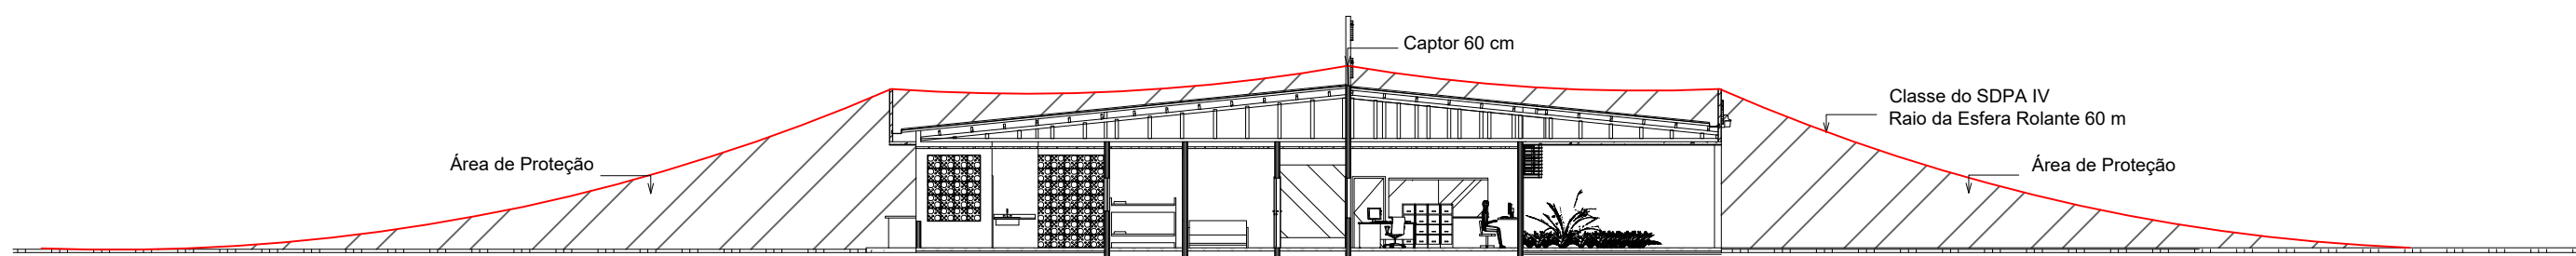 Captor 60 cm
Classe do SDPA IV
Raio da Esfera Rolante 60 m
Área de Proteção
Área de Proteção